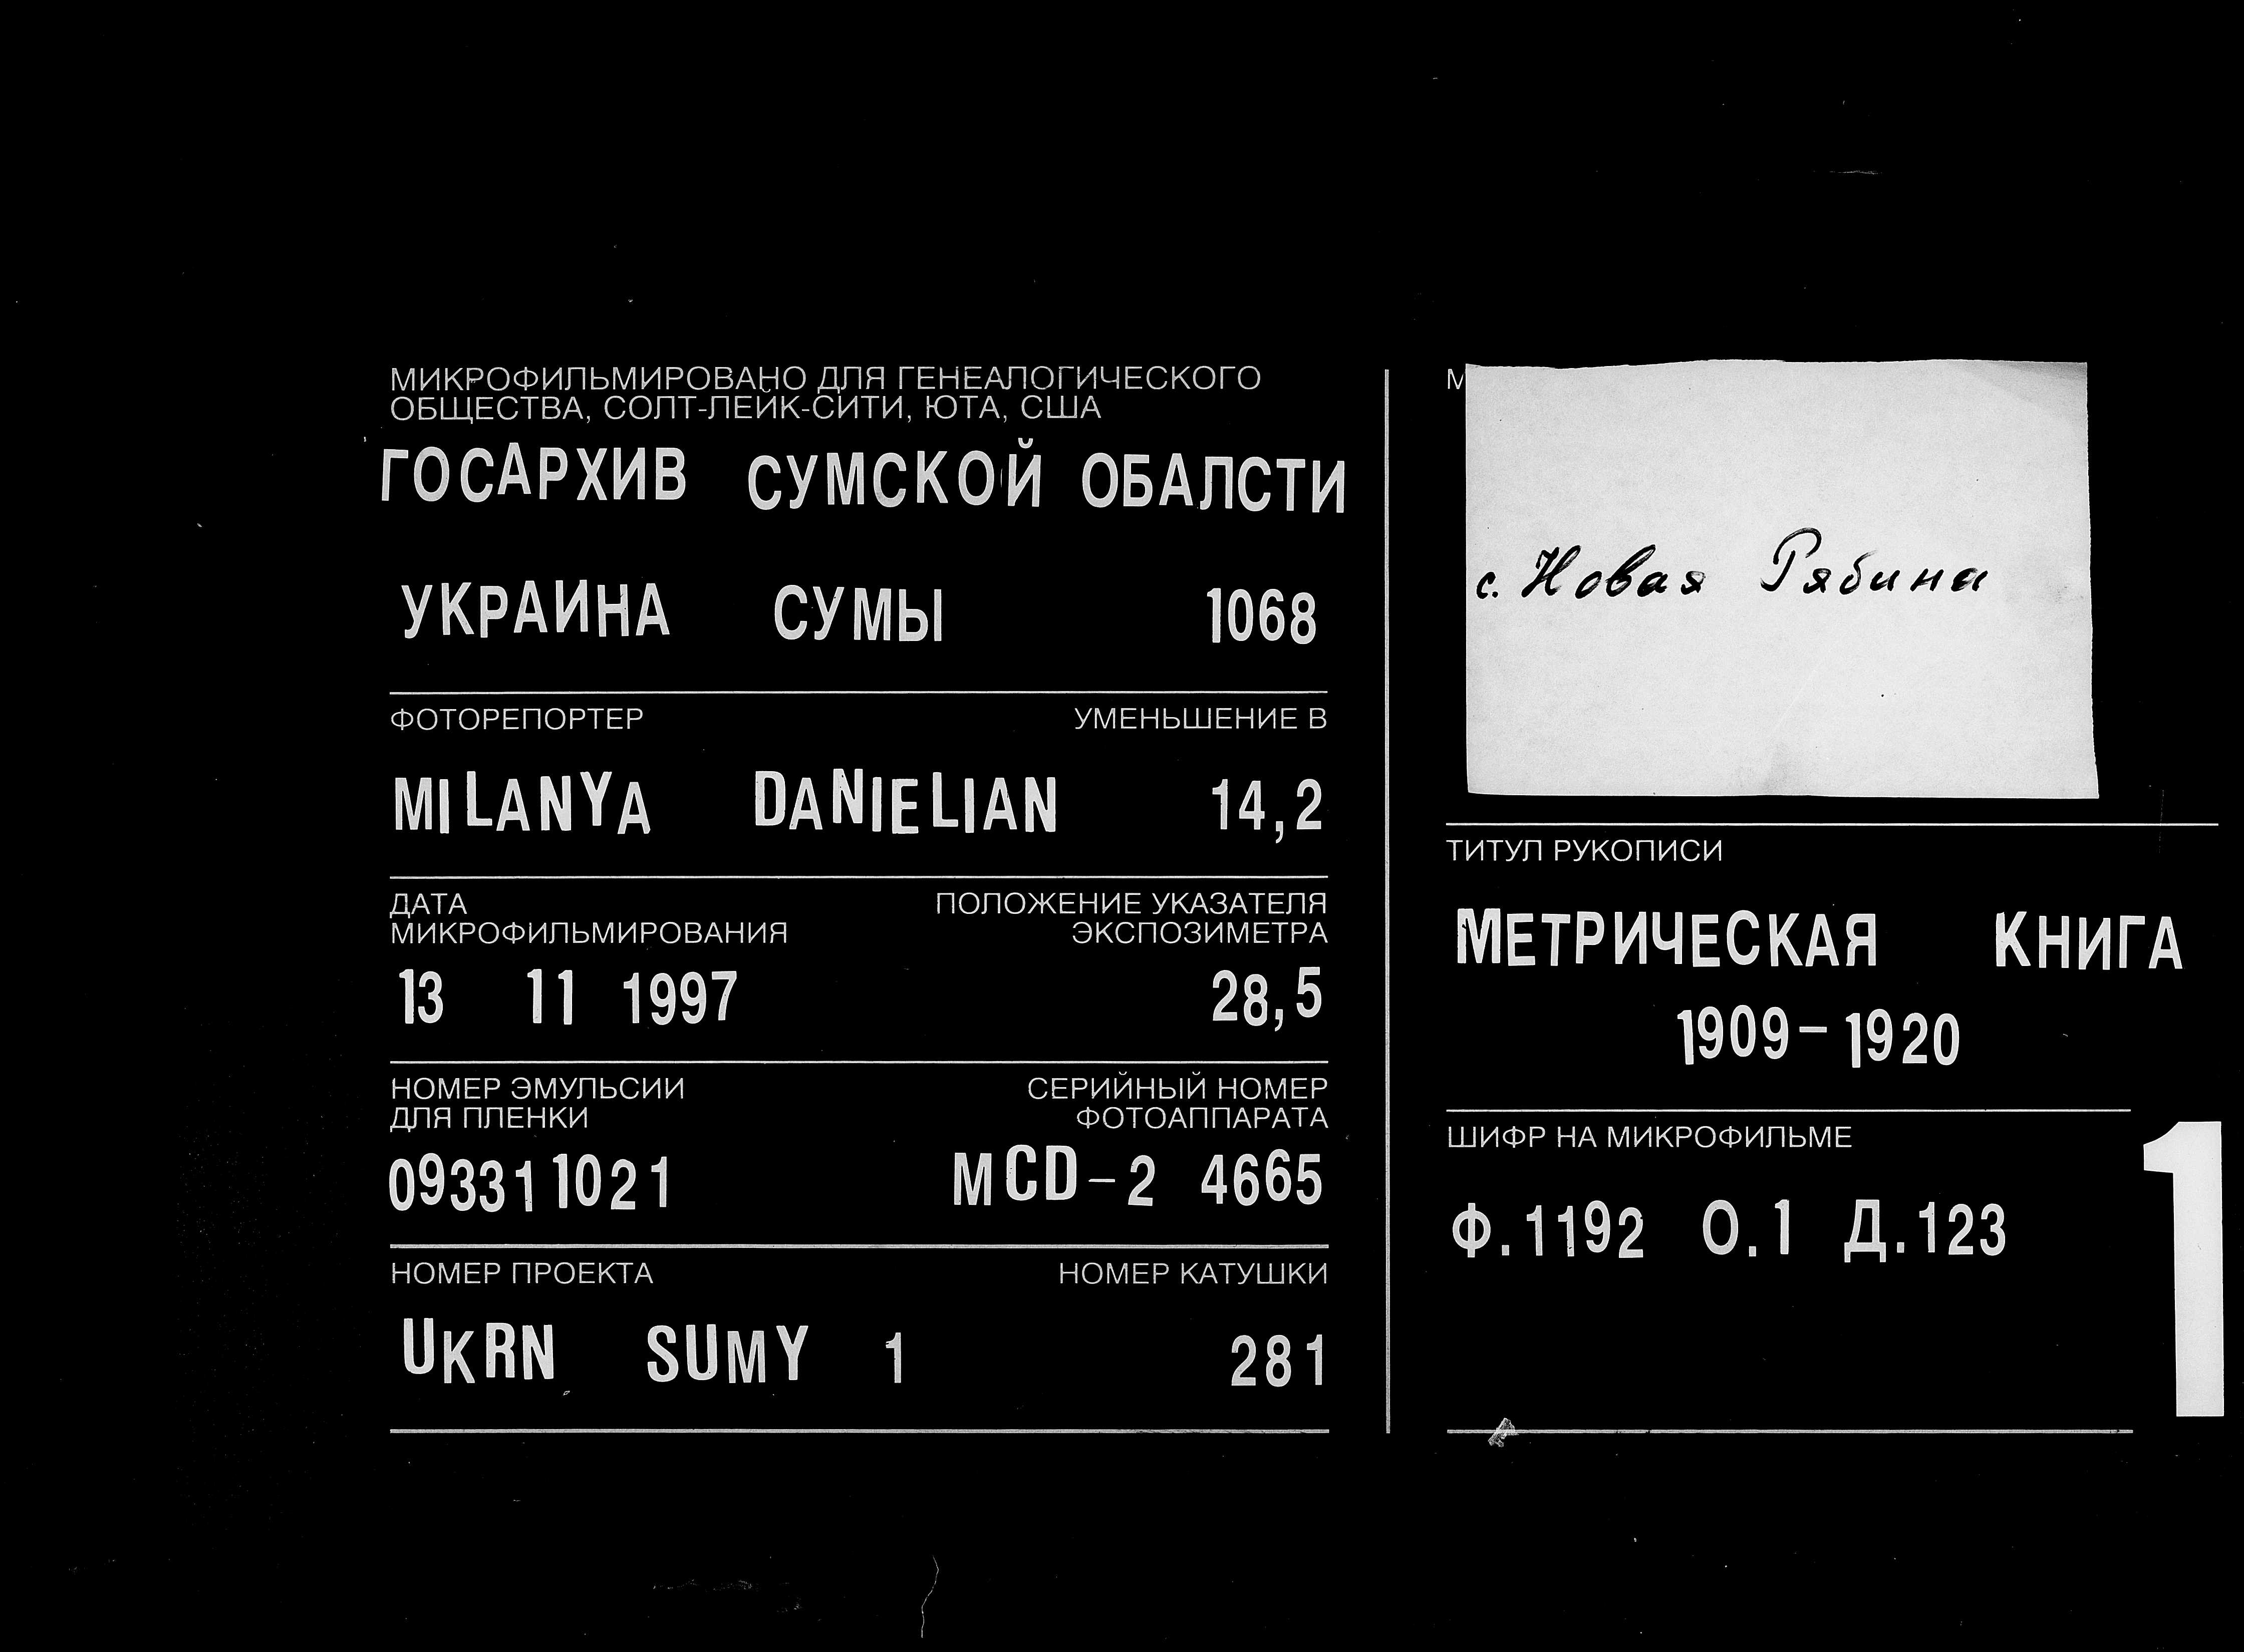 МИКРОФИЛЬМИРОВАНО ДЛЯ ГЕНЕАЛОГИЧЕСКОГО
ОБЩЕСТВА, СОЛТ-ЛЕЙК-СИТИ, ЮТА, США
ГОСАРХИВ СУМСКОЙ ОБАЛСТИ
УКРАИНА СУМЫ 1068
ФОТОРЕПОРТЕР УМЕНЬШЕНИЕ В
MILANYA DANIELIAN 14,2
ДАТА ПОЛОЖЕНИЕ УКАЗАТЕЛЯ
МИКРОФИЛЬМИРОВАНИЯ ЭКСПОЗИМЕТРА
13 11 1997 28,5
НОМЕР ЭМУЛЬСИИ СЕРИЙНЫЙ НОМЕР
ДЛЯ ПЛЕНКИ ФОТОАППАРАТА
093311021 MCD-2 4665
НОМЕР ПРОЕКТА НОМЕР КАТУШКИ
UKRN SUMY 1 281
с. Новая Рябина
ТИТУЛ РУКОПИСИ
МЕТРИЧЕСКАЯ КНИГА
1909-1920
ШИФР НА МИКРОФИЛЬМЕ
Ф.1192 О.1 Д.123
1